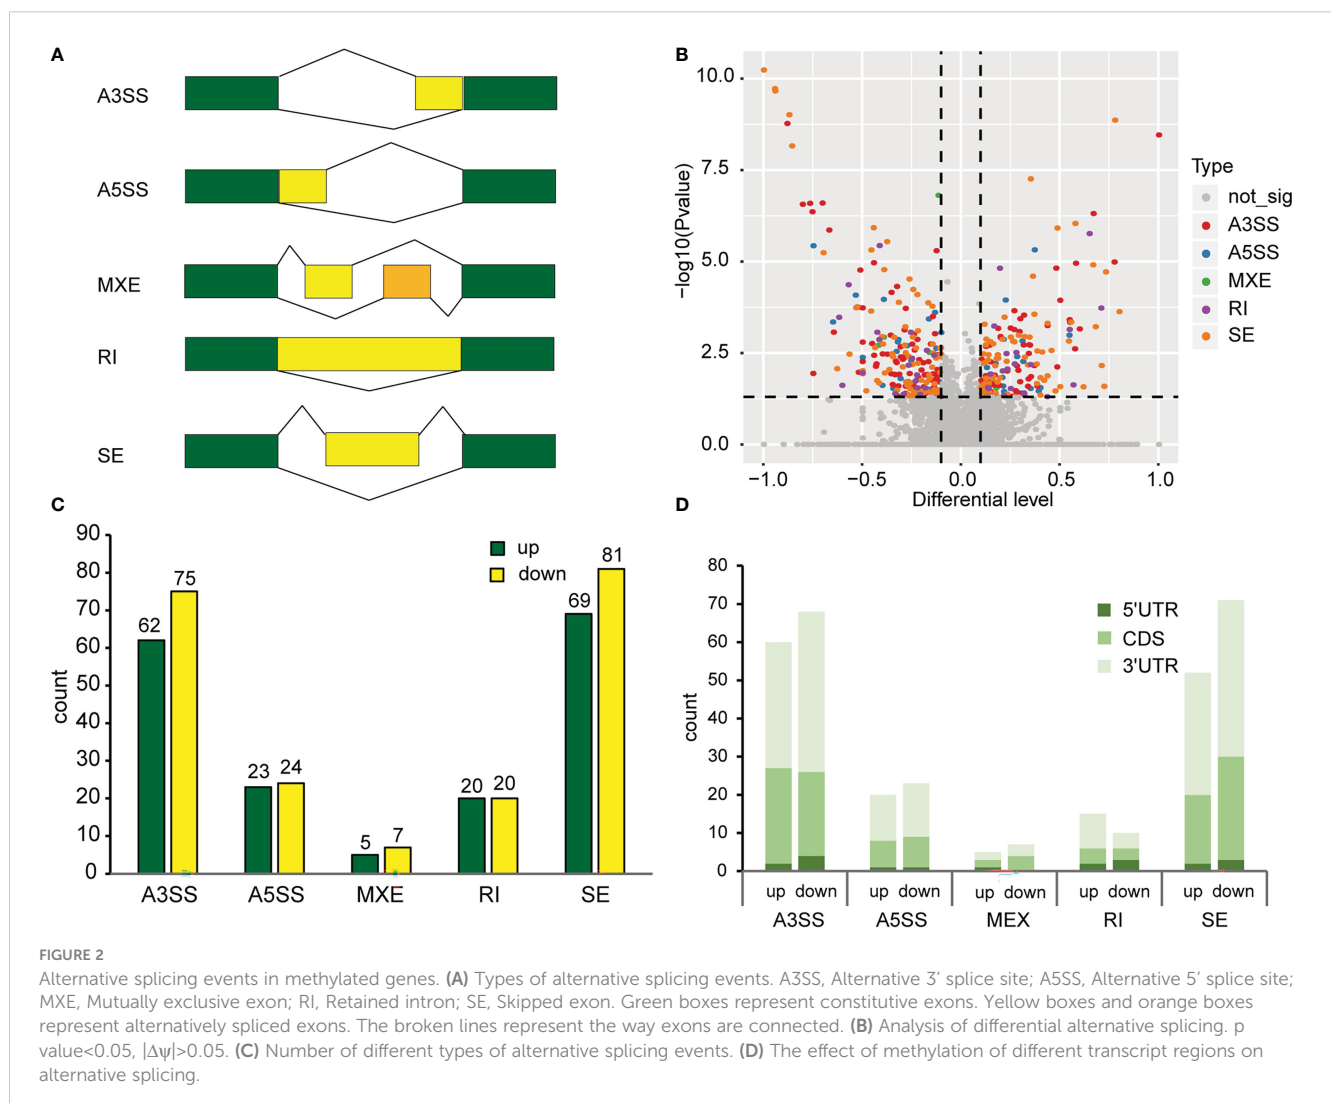 A
A3SS
A5SS
MXE
RI
SE
B
10.0
7.5
5.0
2.5
0.0
−log10(Pvalue)
−1.0 −0.5 0.0 0.5 1.0
Differential level
Type
not_sig
A3SS
A5SS
MXE
RI
SE
C
90
80
70
60
50
40
30
20
10
0
count
up
down
62 75 23 24 5 7 20 20 69 81
A3SS A5SS MXE RI SE
D
count
80
70
60
50
40
30
20
10
0
count
5'UTR
CDS
3'UTR
up down up down up down up down up down
A3SS A5SS MEX RI SE
FIGURE 2
Alternative splicing events in methylated genes. (A) Types of alternative splicing events. A3SS, Alternative 3′ splice site; A5SS, Alternative 5′ splice site;
MXE, Mutually exclusive exon; RI, Retained intron; SE, Skipped exon. Green boxes represent constitutive exons. Yellow boxes and orange boxes
represent alternatively spliced exons. The broken lines represent the way exons are connected. (B) Analysis of differential alternative splicing. p
value<0.05, |Δψ|>0.05. (C) Number of different types of alternative splicing events. (D) The effect of methylation of different transcript regions on
alternative splicing.